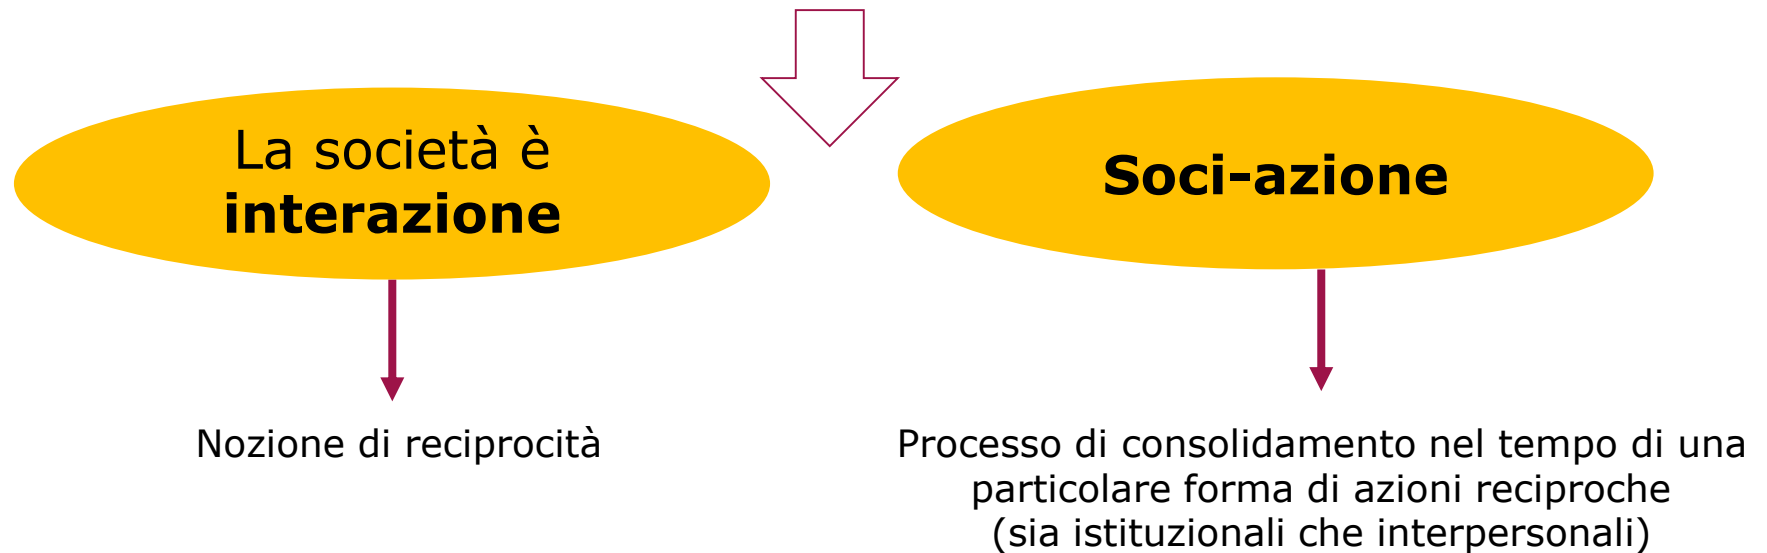 La società è
interazione
Soci-azione
Nozione di reciprocità
Processo di consolidamento nel tempo di una
particolare forma di azioni reciproche
(sia istituzionali che interpersonali)